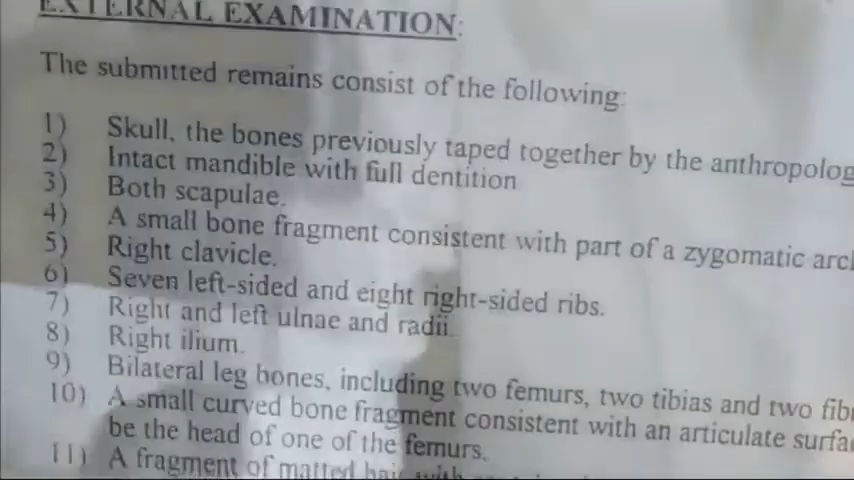 EXTERNAL EXAMINATION:
The submitted remains consist of the following:
1) Skull, the bones previously taped together by the
2) Intact mandible with full dentition
3) Both scapulae.
4) A small bone fragment consistent with part of a zygomatic
5) Right clavicle.
6) Seven left-sided and eight right-sided ribs.
7) Right and left ulnae and radii.
8) Right ilium.
9) Bilateral leg bones, including two femurs, two tibias and two
10) A small curved bone fragment consistent with an articulate
be the head of one of the femurs.
11) A fragment of matted hair with